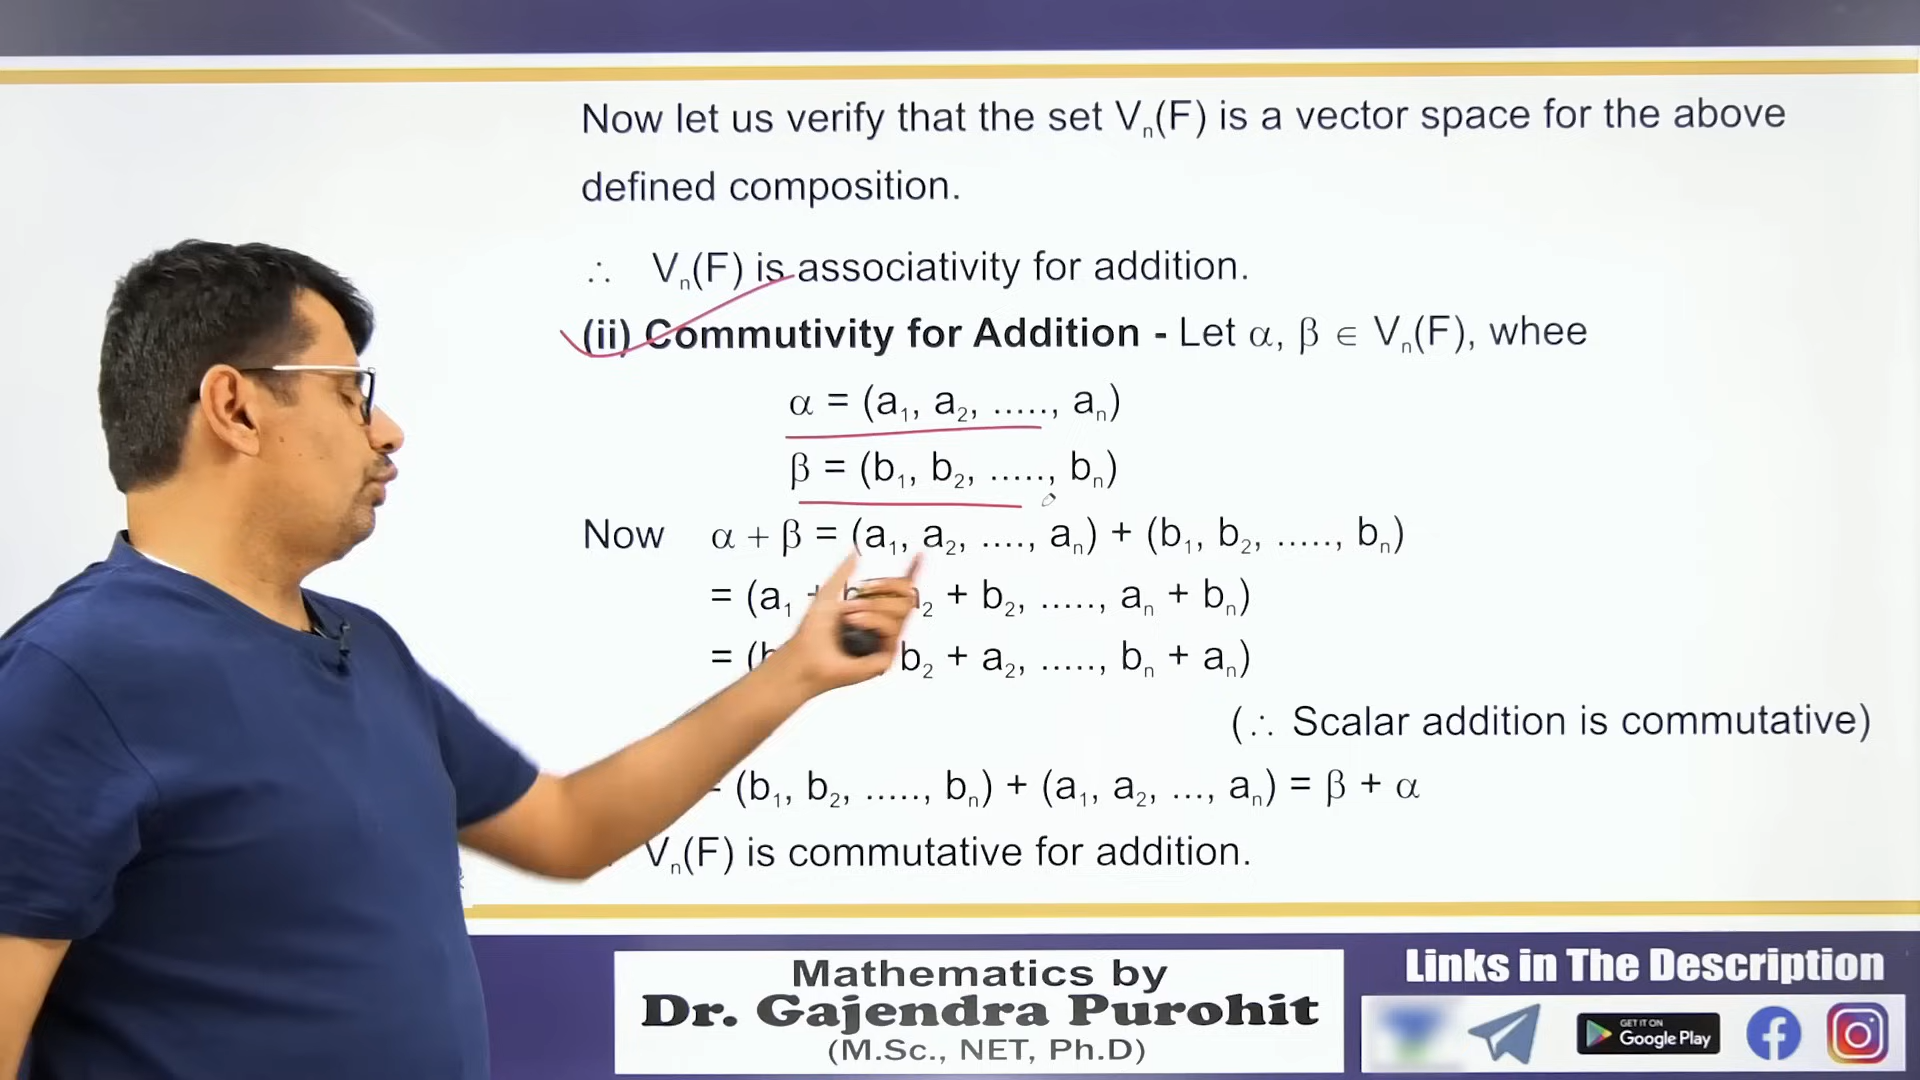 Now let us verify that the set Vₙ(F) is a vector space for the above
defined composition.
∴ Vₙ(F) is associativity for addition.
(ii) Commutivity for Addition - Let α, β ∈ Vₙ(F), whee
α = (a₁, a₂, ....., aₙ)
β = (b₁, b₂, ....., bₙ)
Now α + β = (a₁, a₂, ...., aₙ) + (b₁, b₂, ....., bₙ)
= (a₁ + ₂ + b₂, ....., aₙ + bₙ)
= ( b₂ + a₂, ....., bₙ + aₙ)
(∴ Scalar addition is commutative)
(b₁, b₂, ....., bₙ) + (a₁, a₂, ..., aₙ) = β + α
Vₙ(F) is commutative for addition.
Mathematics by
Dr. Gajendra Purohit
(M.Sc., NET, Ph.D)
Links in The Description
GET IT ON
Google Play